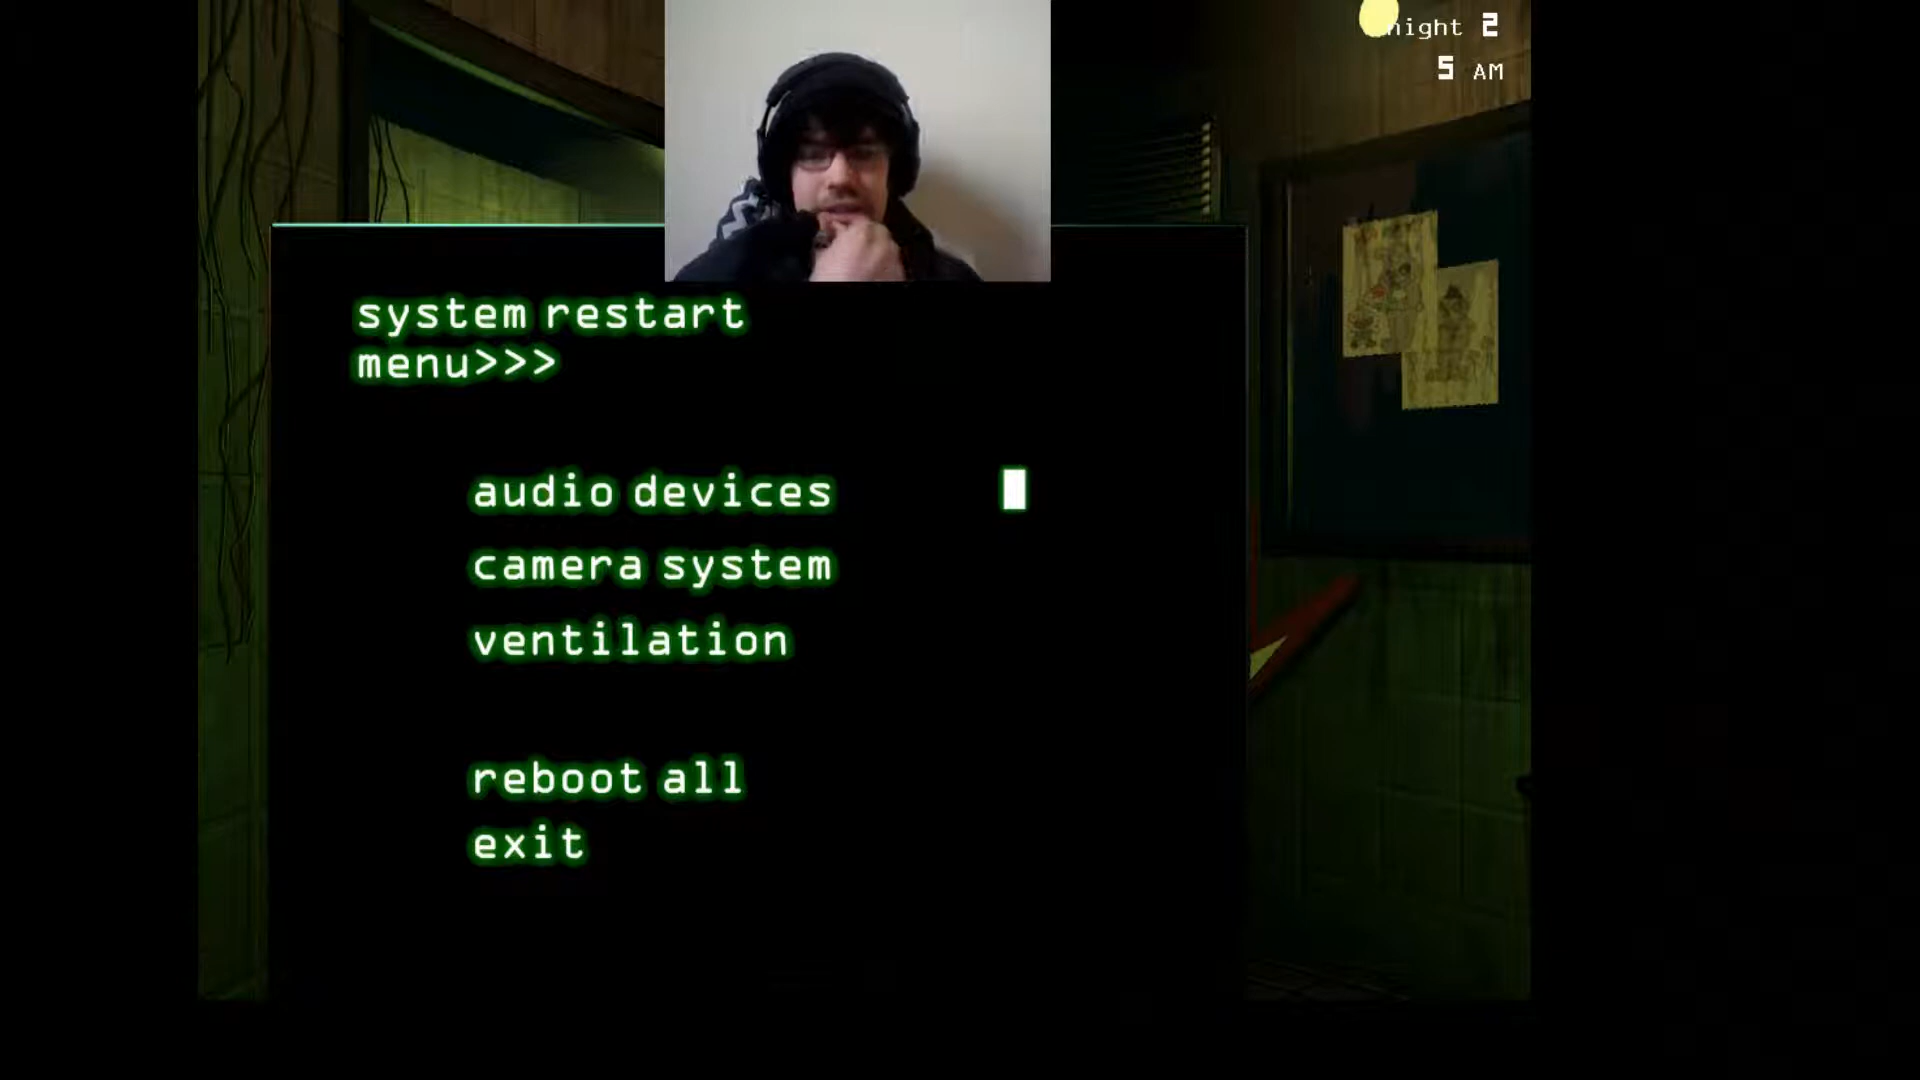 night 2
5 AM
system restart
menu>>>
audio devices
camera system
ventilation
reboot all
exit